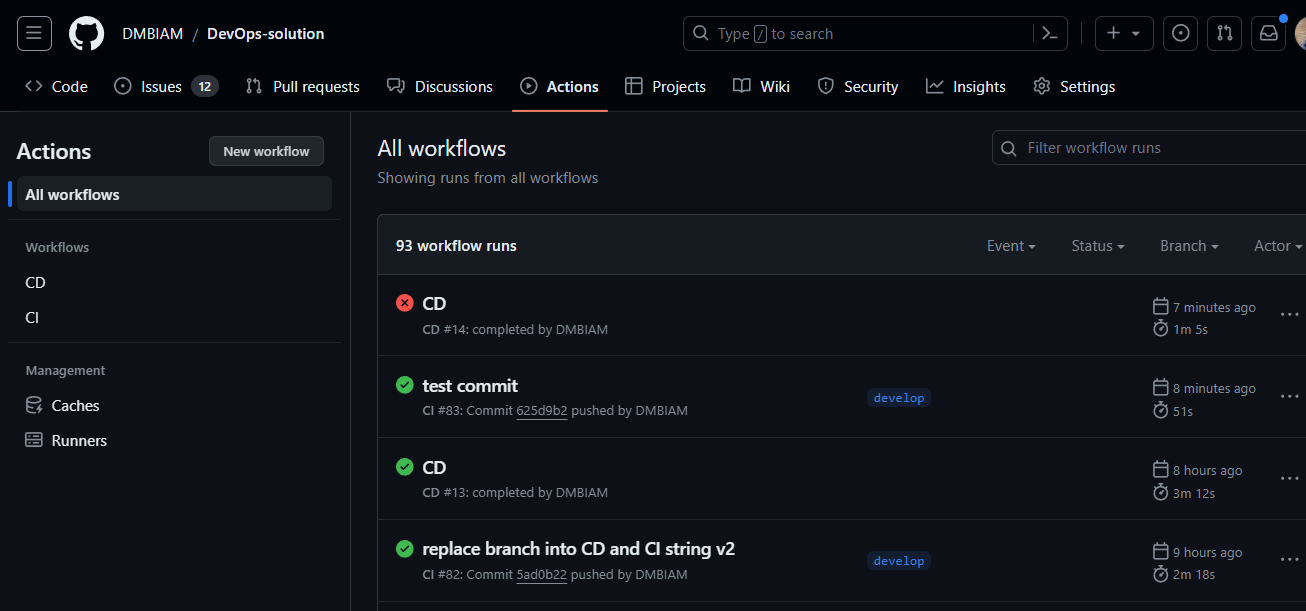 DMBIAM / DevOps-solution
Type / to search
Code
Issues 12
Pull requests
Discussions
Actions
Projects
Wiki
Security
Insights
Settings
Actions
New workflow
All workflows
Workflows
CD
CI
Management
Caches
Runners
All workflows
Showing runs from all workflows
Filter workflow runs
93 workflow runs
Event
Status
Branch
Actor
CD
CD #14: completed by DMBIAM
7 minutes ago
1m 5s
test commit
CI #83: Commit 625d9b2 pushed by DMBIAM
develop
8 minutes ago
51s
CD
CD #13: completed by DMBIAM
8 hours ago
3m 12s
replace branch into CD and CI string v2
CI #82: Commit 5ad0b22 pushed by DMBIAM
develop
9 hours ago
2m 18s